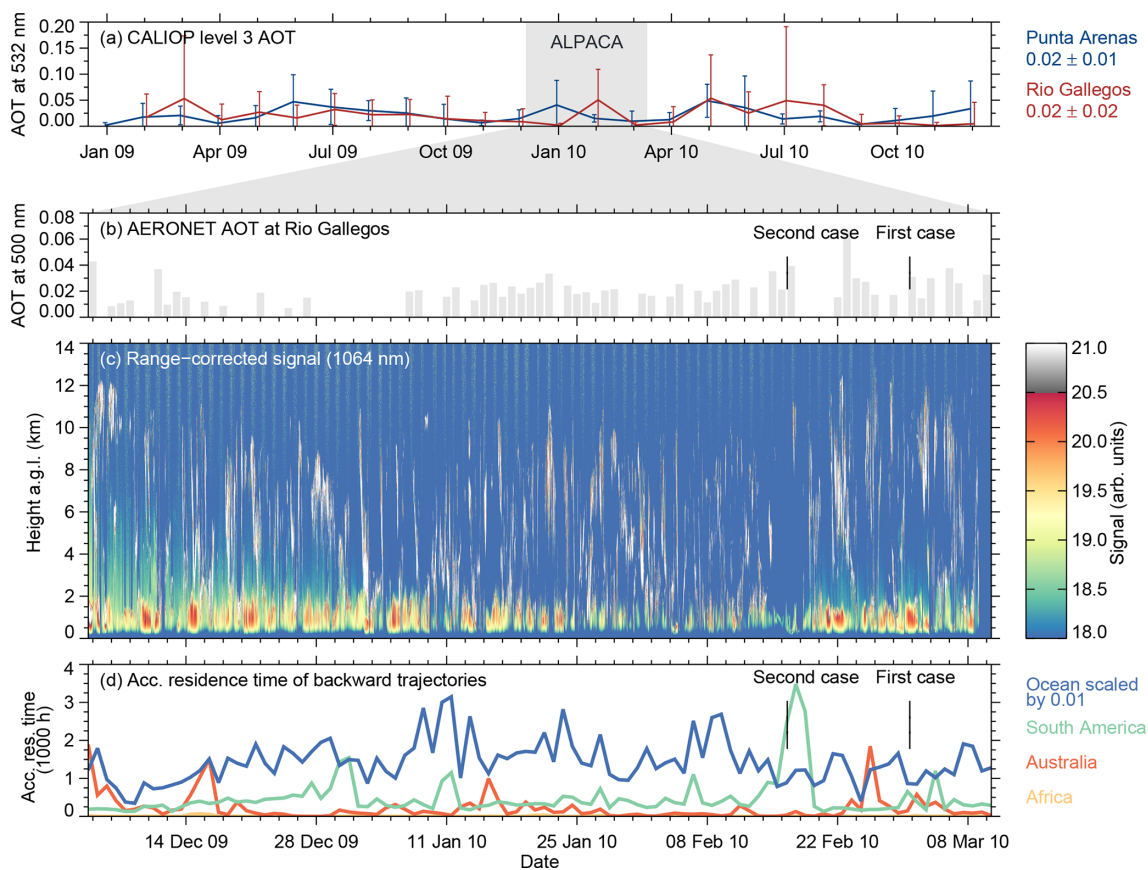 0.20
0.15
0.10
0.05
0.00
AOT at 532 nm
(a) CALIOP level 3 AOT
ALPACA
Punta Arenas
0.02 ± 0.01
Rio Gallegos
0.02 ± 0.02
Jan 09 Apr 09 Jul 09 Oct 09 Jan 10 Apr 10 Jul 10 Oct 10
0.08
0.06
0.04
0.02
0.00
AOT at 500 nm
(b) AERONET AOT at Rio Gallegos
Second case First case
14
12
10
8
6
4
2
0
Height a.g.l. (km)
(c) Range−corrected signal (1064 nm)
21.0
20.5
20.0
19.5
19.0
18.5
18.0
Signal (arb. units)
4
3
2
1
0
Acc. res. time
(1000 h)
(d) Acc. residence time of backward trajectories
Second case First case
Ocean scaled
by 0.01
South America
Australia
Africa
14 Dec 09 28 Dec 09 11 Jan 10 25 Jan 10 08 Feb 10 22 Feb 10 08 Mar 10
Date